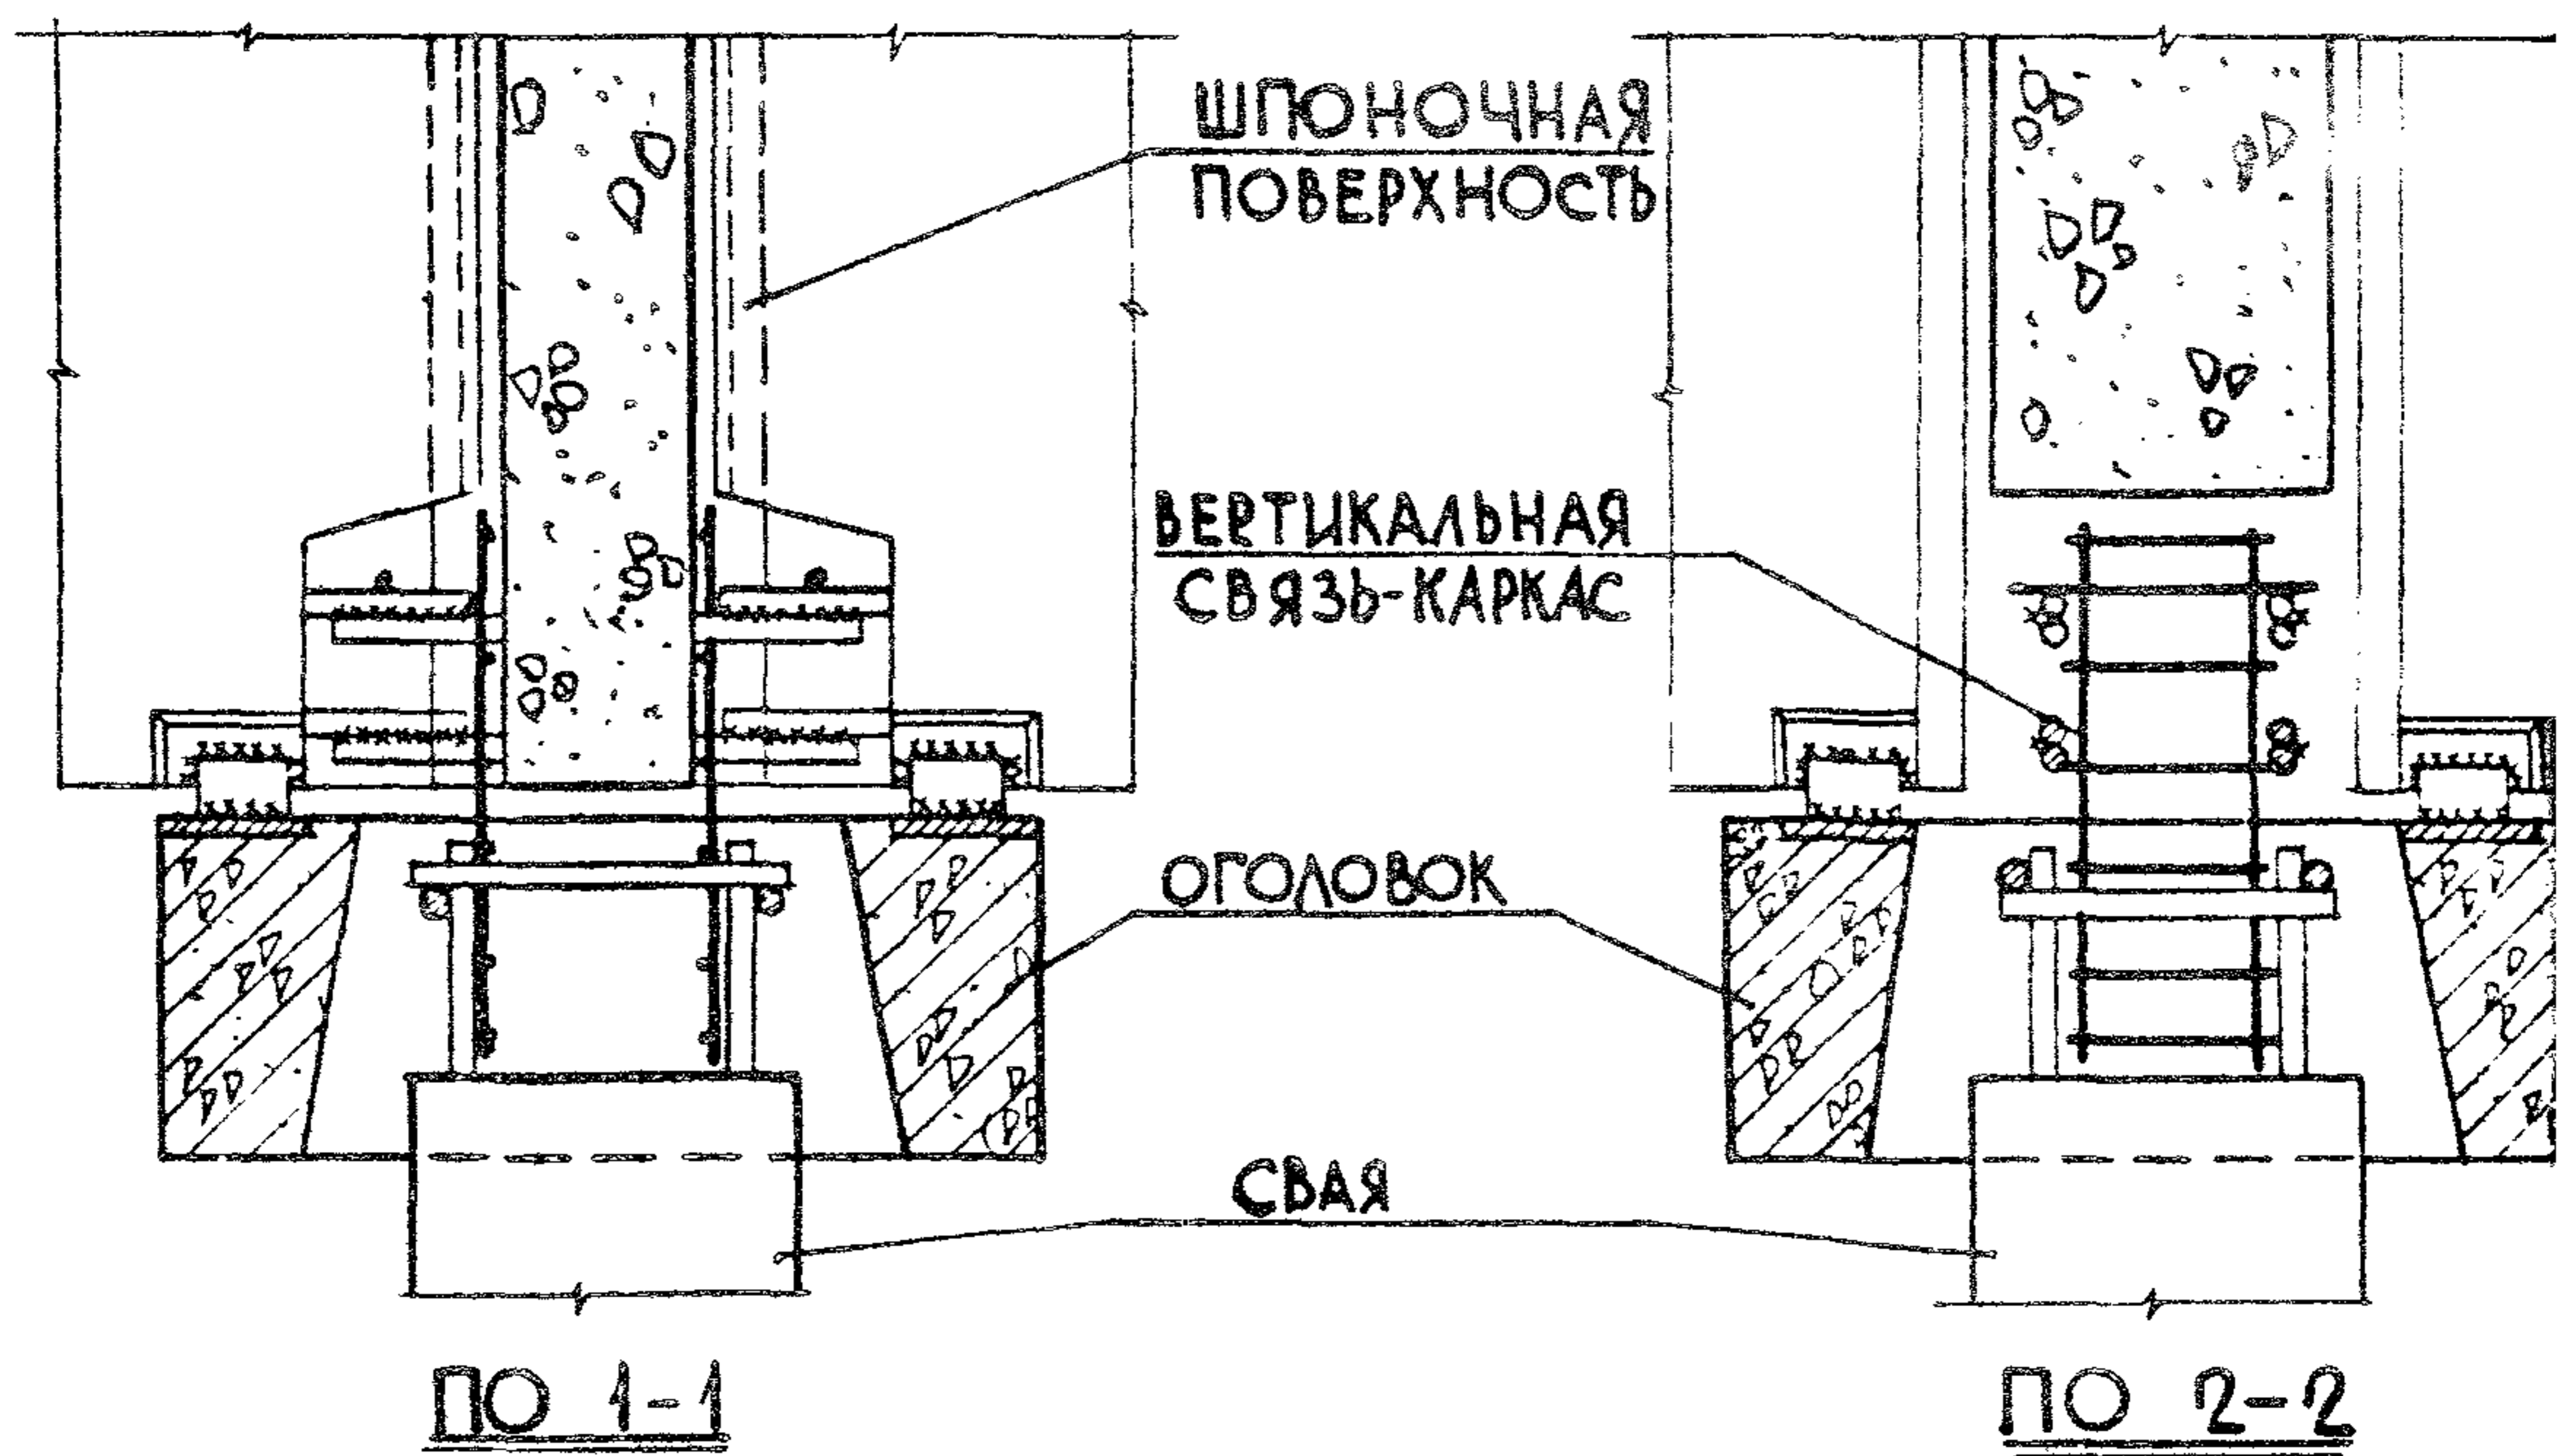 ШПОНОЧНАЯ
ПОВЕРХНОСТЬ
ВЕРТИКАЛЬНАЯ
СВЯЗЬ-КАРКАС
ОГОЛОВОК
СВАЯ
ПО 1-1
ПО 2-2